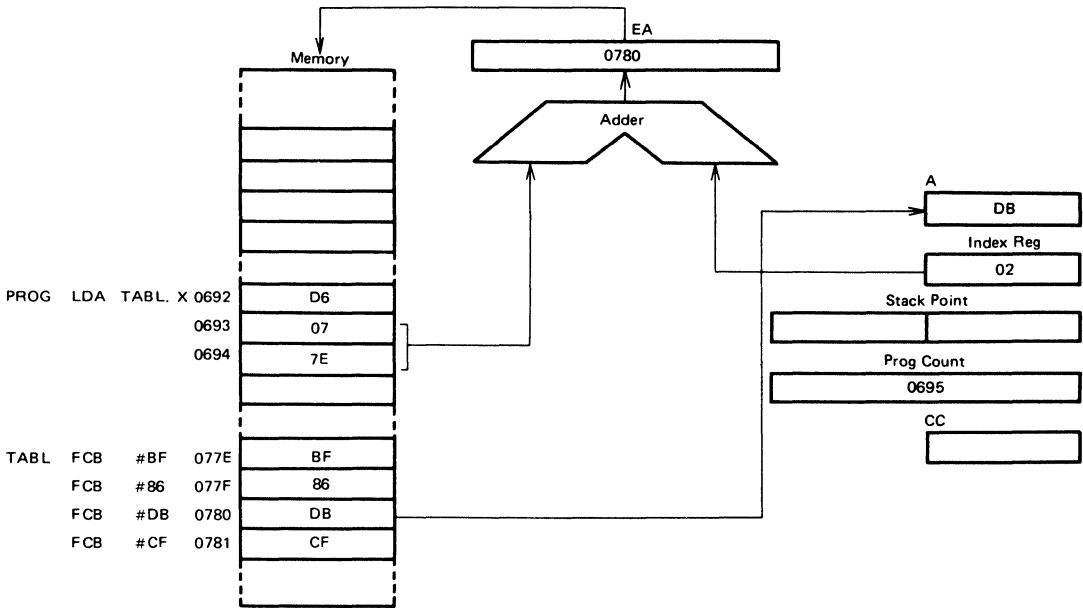 EA
Memory
0780
Adder
A
DB
Index Reg
02
PROG LDA TABL. X 0692 D6
Stack Point
0693 07
0694 7E
Prog Count
0695
CC
TABL FCB #BF 077E BF
FCB #86 077F 86
FCB #DB 0780 DB
FCB #CF 0781 CF